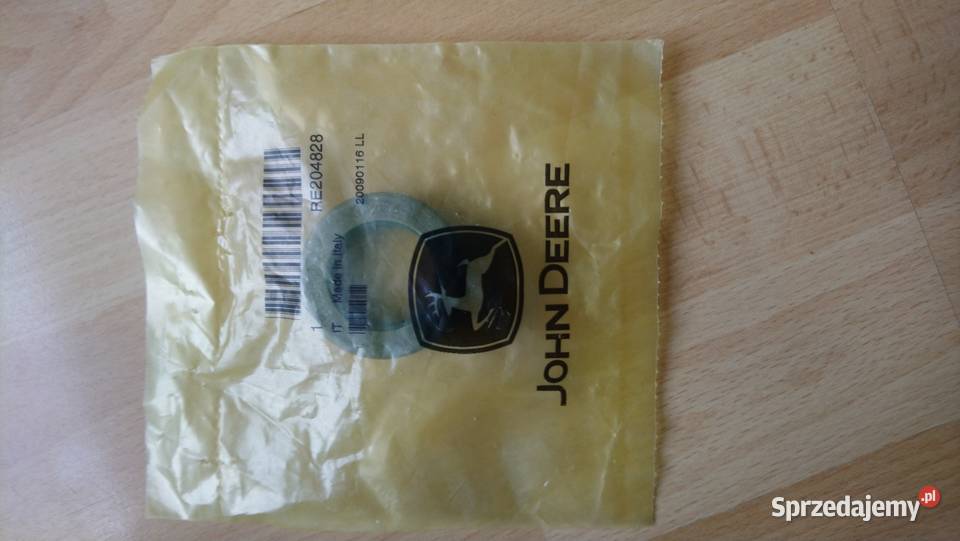 1 RE204828
IT Made in Italy
20090116 LL
JOHN DEERE
Sprzedajemy.pl